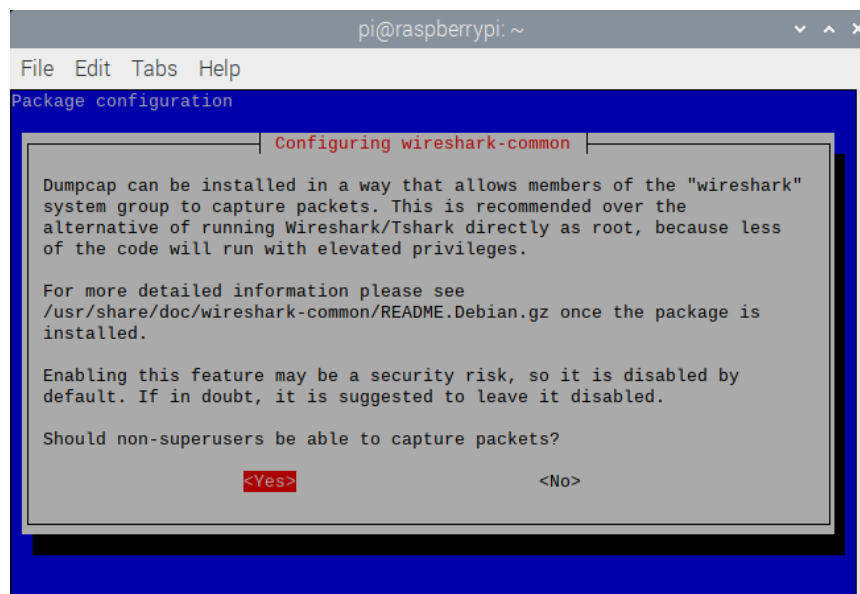 pi@raspberrypi: ~
File Edit Tabs Help
Package configuration
Configuring wireshark-common
Dumpcap can be installed in a way that allows members of the "wireshark"
system group to capture packets. This is recommended over the
alternative of running Wireshark/Tshark directly as root, because less
of the code will run with elevated privileges.
For more detailed information please see
/usr/share/doc/wireshark-common/README.Debian.gz once the package is
installed.
Enabling this feature may be a security risk, so it is disabled by
default. If in doubt, it is suggested to leave it disabled.
Should non-superusers be able to capture packets?
<Yes> <No>